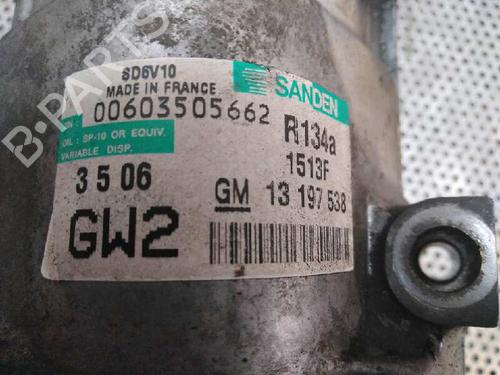 SD6V10
MADE IN FRANCE
SANDEN
00603505662
OIL : SP-10 OR EQUIV.
VARIABLE DISP.
R134a
1513F
3 5 06
GM 13 197 538
GW2
B-PARTS